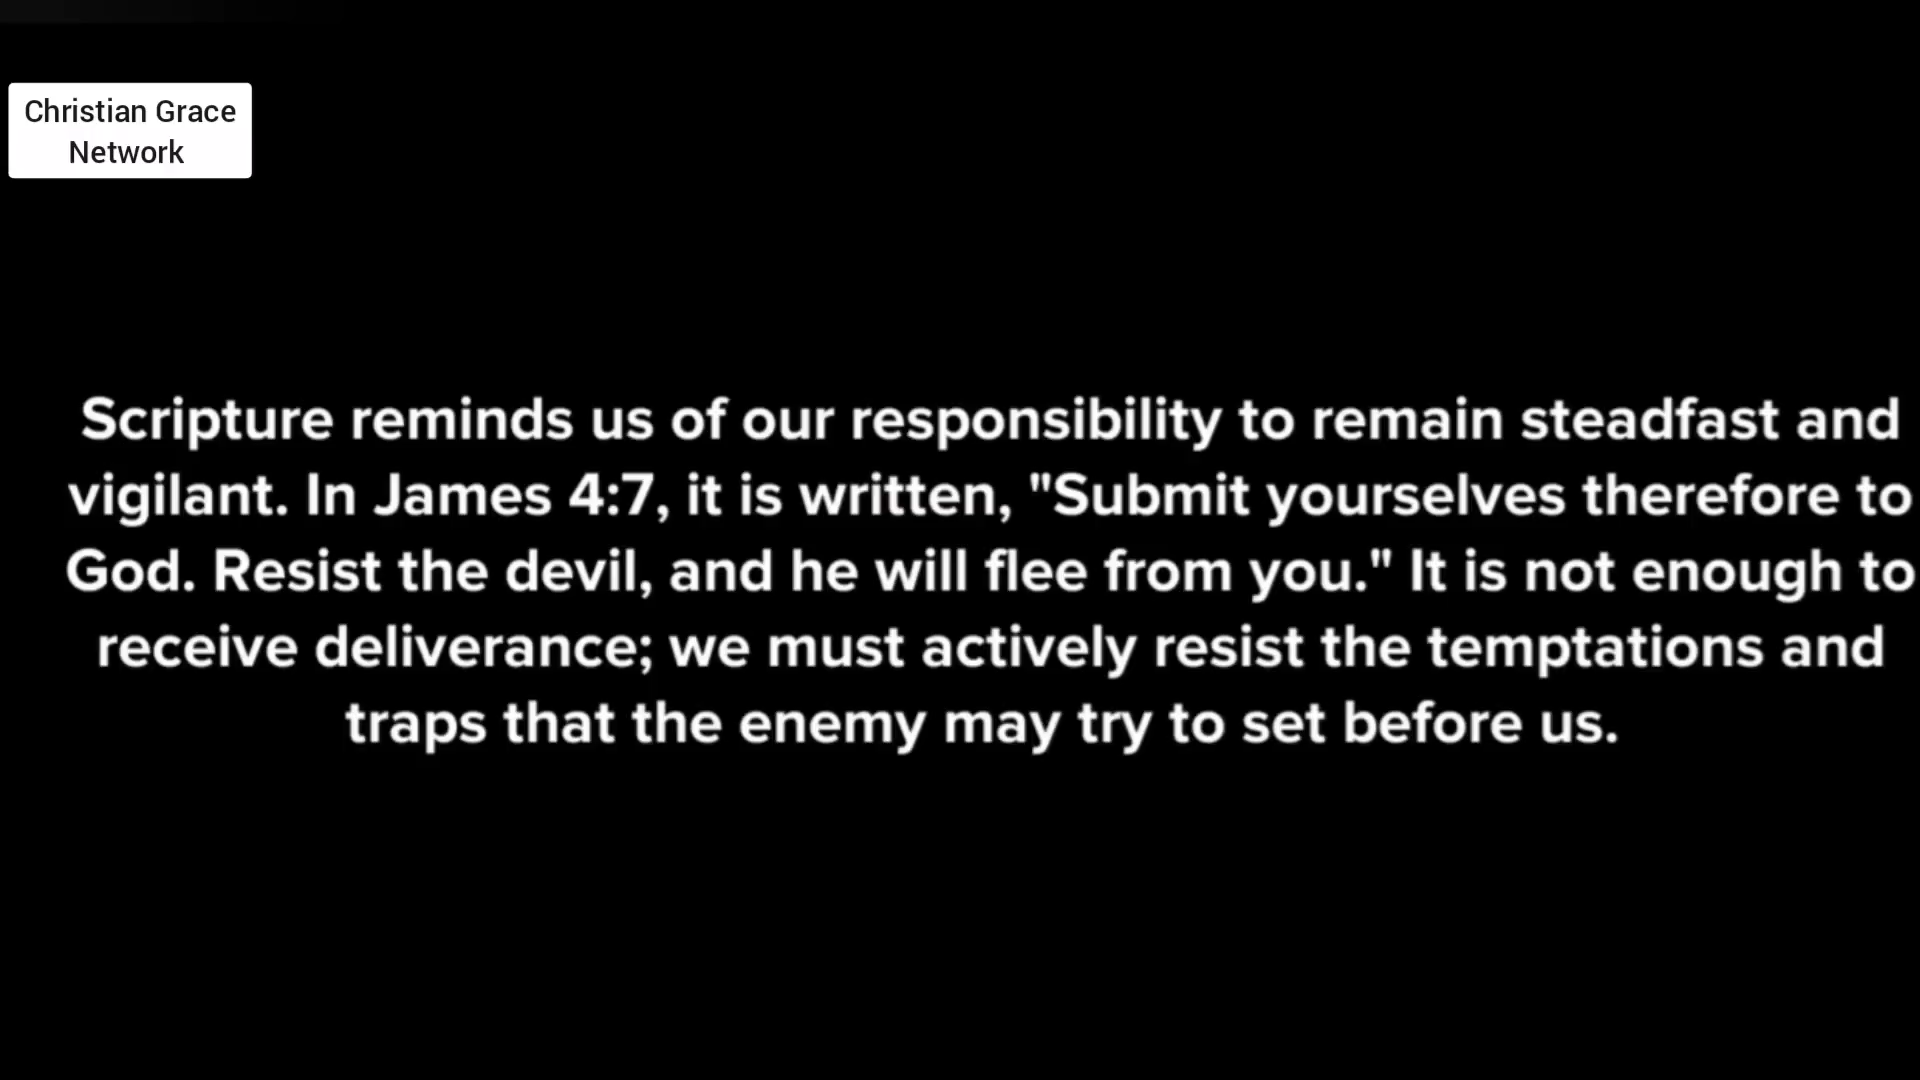 Christian Grace
Network
Scripture reminds us of our responsibility to remain steadfast and
vigilant. In James 4:7, it is written, "Submit yourselves therefore to
God. Resist the devil, and he will flee from you." It is not enough to
receive deliverance; we must actively resist the temptations and
traps that the enemy may try to set before us.